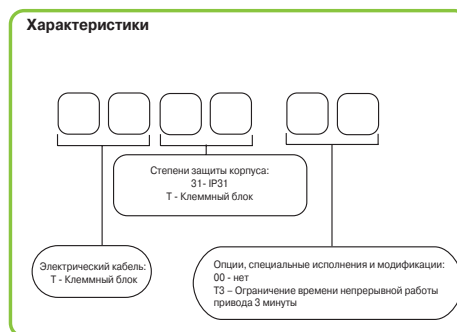 Характеристики
Степени защиты корпуса:
31- IP31
Т - Клеммный блок
Электрический кабель:
Т - Клеммный блок
Опции, специальные исполнения и модификации:
00 - нет
Т3 – Ограничение времени непрерывной работы
привода 3 минуты